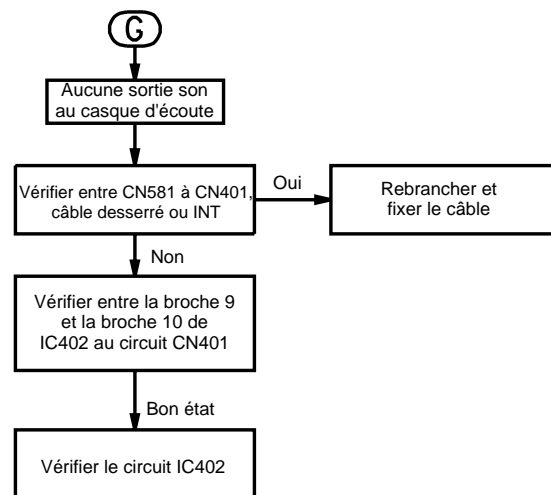 G
Aucune sortie son
au casque d'écoute
Vérifier entre CN581 à CN401,
câble desserré ou INT
Oui
Rebrancher et
fixer le câble
Non
Vérifier entre la broche 9
et la broche 10 de
IC402 au circuit CN401
Bon état
Vérifier le circuit IC402